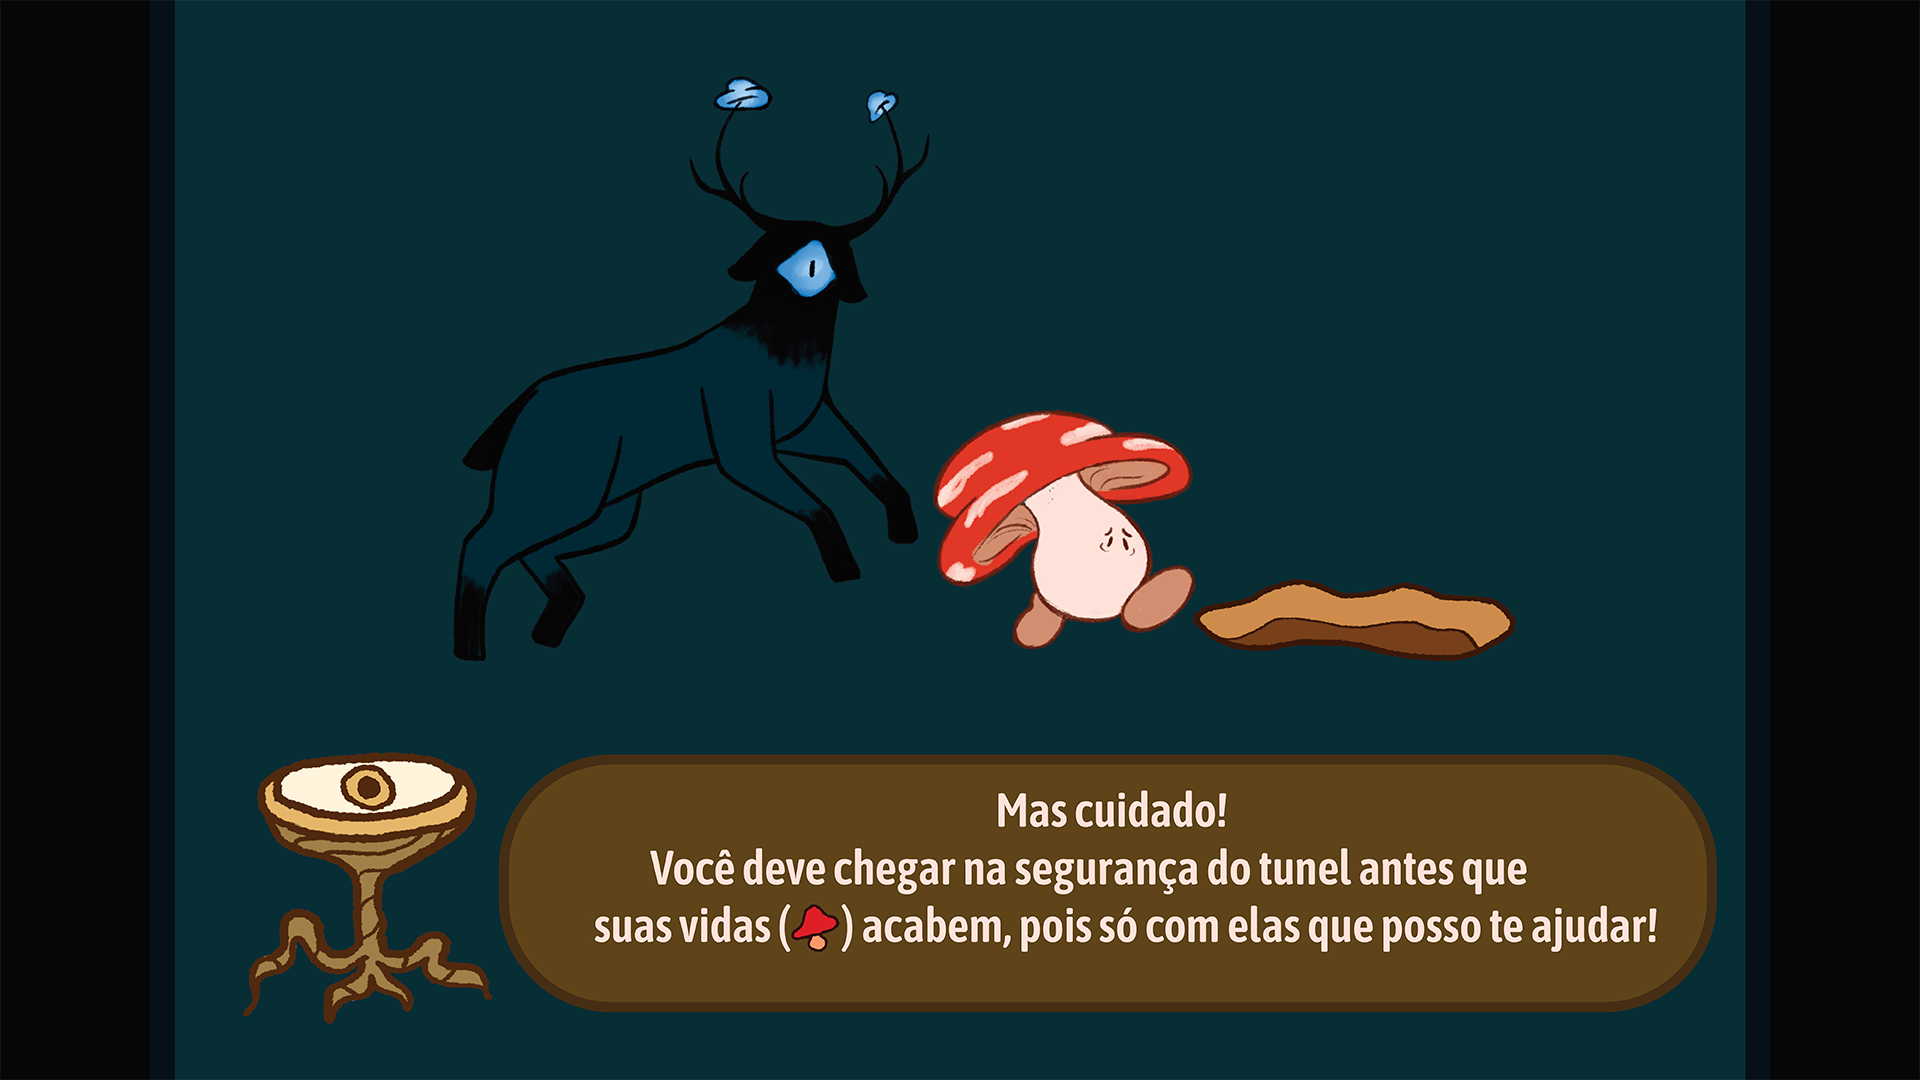 Mas cuidado!
Você deve chegar na segurança do tunel antes que
suas vidas ( ) acabem, pois só com elas que posso te ajudar!